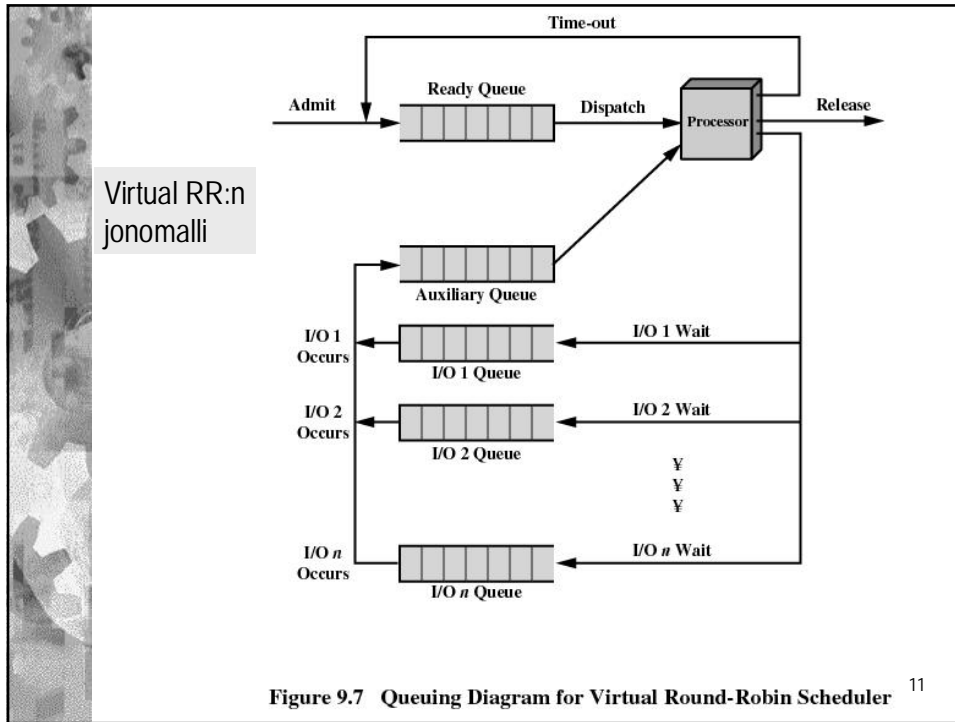 Time-out
Ready Queue
Admit
Dispatch
Release
Processor
Virtual RR:n
jonomalli
Auxiliary Queue
I/O 1
Occurs
I/O 1 Wait
I/O 1 Queue
I/O 2
Occurs
I/O 2 Wait
I/O 2 Queue
¥
¥
¥
I/O n
Occurs
I/O n Wait
I/O n Queue
Figure 9.7 Queuing Diagram for Virtual Round-Robin Scheduler
11